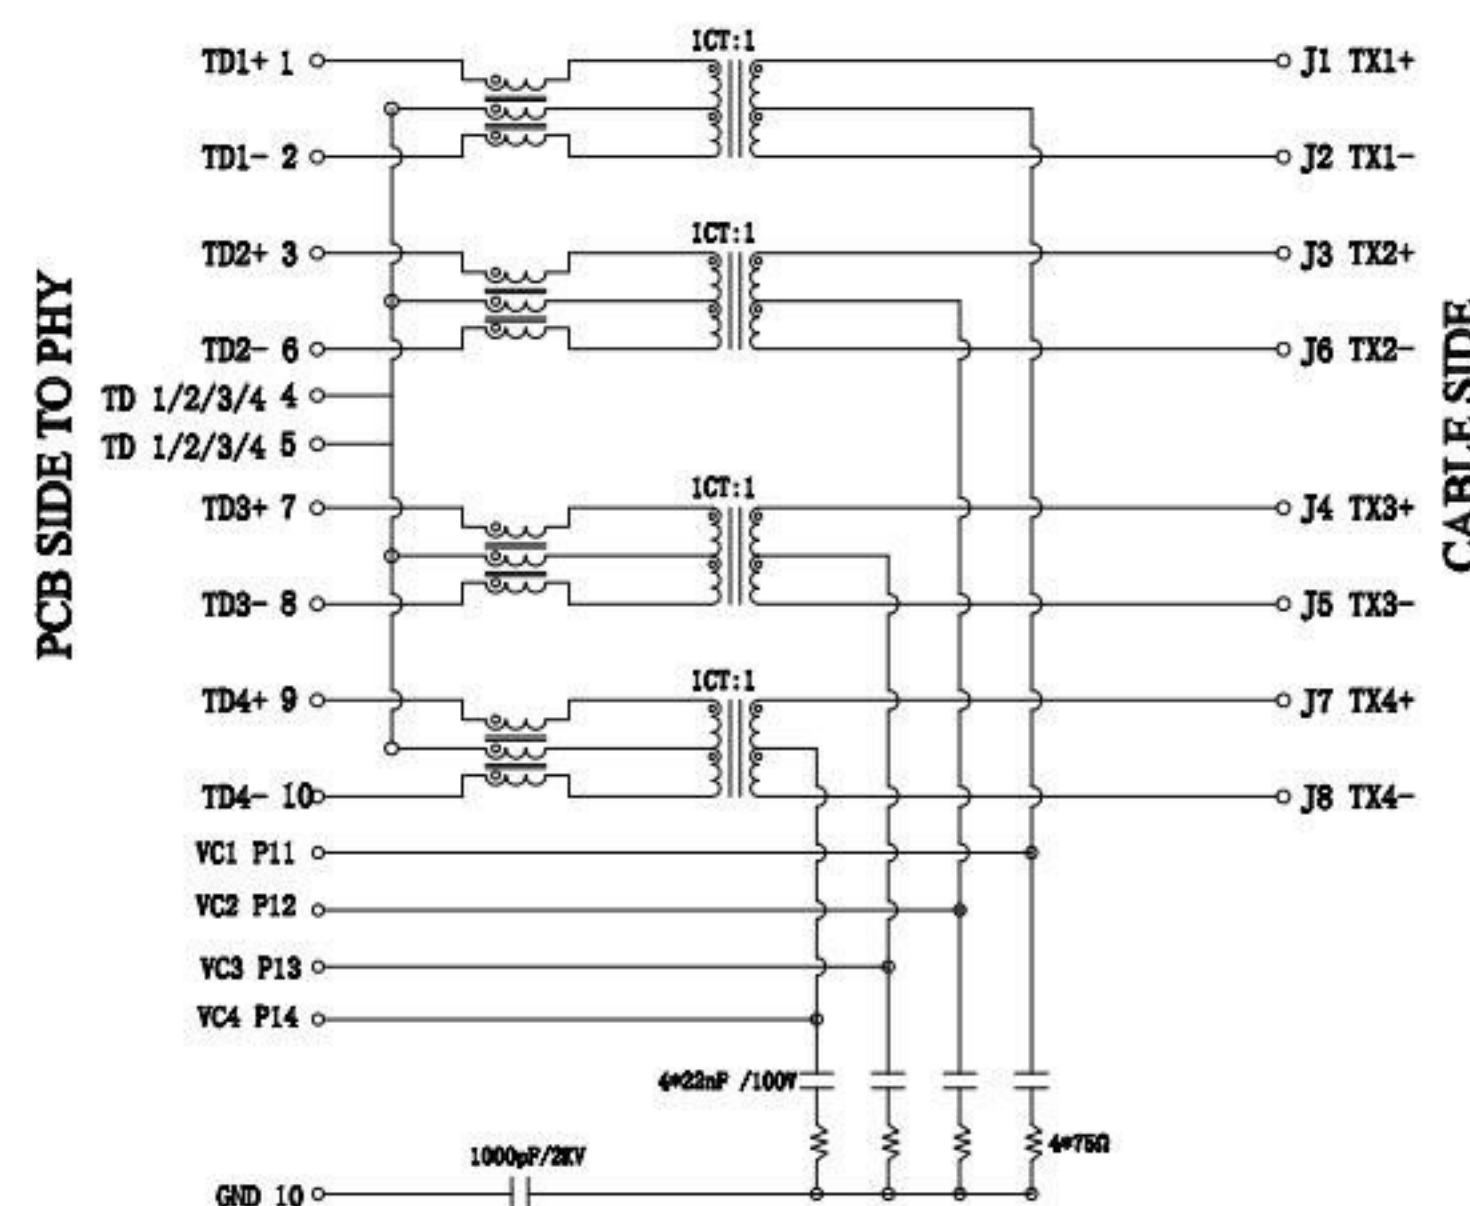 1CT:1
TD1+ 1
J1 TX1+
TD1- 2
J2 TX1-
1CT:1
TD2+ 3
J3 TX2+
TD2- 6
J6 TX2-
TD 1/2/3/4 4
TD 1/2/3/4 5
1CT:1
TD3+ 7
J4 TX3+
TD3- 8
J5 TX3-
1CT:1
TD4+ 9
J7 TX4+
TD4- 10
J8 TX4-
VC1 P11
VC2 P12
VC3 P13
VC4 P14
4*22nF /100V
4*75Ω
1000pF/2KV
GND 10
PCB SIDE TO PHY
CABLE SIDE